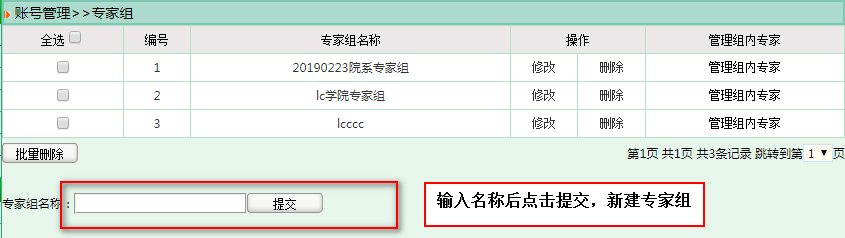 账号管理>>专家组
全选 编号 专家组名称 操作 管理组内专家
1 20190223院系专家组 修改 删除 管理组内专家
2 lc学院专家组 修改 删除 管理组内专家
3 lcccc 修改 删除 管理组内专家
批量删除 第1页 共1页 共3条记录 跳转到第 1 页
专家组名称： 提交 输入名称后点击提交，新建专家组